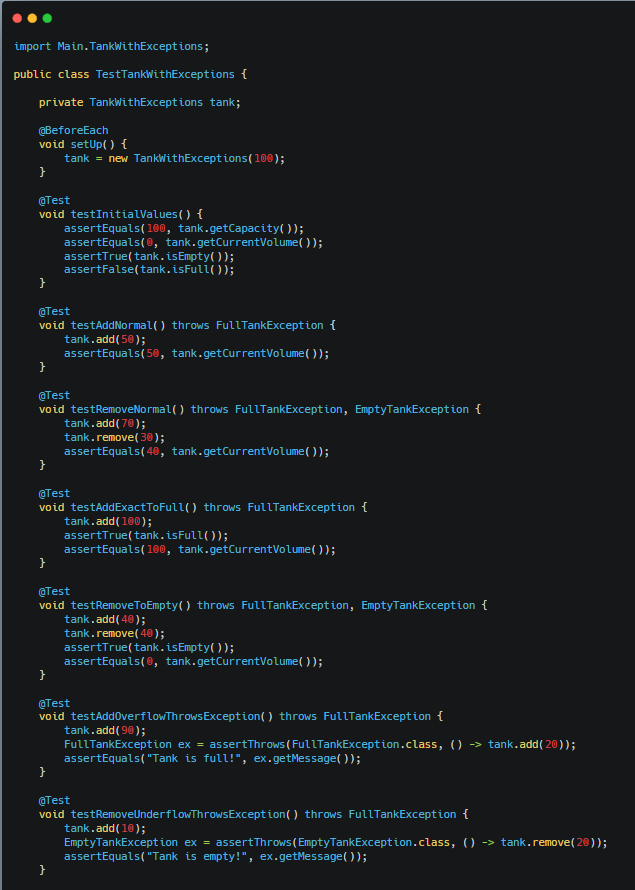 import Main.TankWithExceptions;
public class TestTankWithExceptions {
private TankWithExceptions tank;
@BeforeEach
void setUp() {
tank = new TankWithExceptions(100);
}
@Test
void testInitialValues() {
assertEquals(100, tank.getCapacity());
assertEquals(0, tank.getCurrentVolume());
assertTrue(tank.isEmpty());
assertFalse(tank.isFull());
}
@Test
void testAddNormal() throws FullTankException {
tank.add(50);
assertEquals(50, tank.getCurrentVolume());
}
@Test
void testRemoveNormal() throws FullTankException, EmptyTankException {
tank.add(70);
tank.remove(30);
assertEquals(40, tank.getCurrentVolume());
}
@Test
void testAddExactToFull() throws FullTankException {
tank.add(100);
assertTrue(tank.isFull());
assertEquals(100, tank.getCurrentVolume());
}
@Test
void testRemoveToEmpty() throws FullTankException, EmptyTankException {
tank.add(40);
tank.remove(40);
assertTrue(tank.isEmpty());
assertEquals(0, tank.getCurrentVolume());
}
@Test
void testAddOverflowThrowsException() throws FullTankException {
tank.add(90);
FullTankException ex = assertThrows(FullTankException.class, () -> tank.add(20));
assertEquals("Tank is full!", ex.getMessage());
}
@Test
void testRemoveUnderflowThrowsException() throws FullTankException {
tank.add(10);
EmptyTankException ex = assertThrows(EmptyTankException.class, () -> tank.remove(20));
assertEquals("Tank is empty!", ex.getMessage());
}